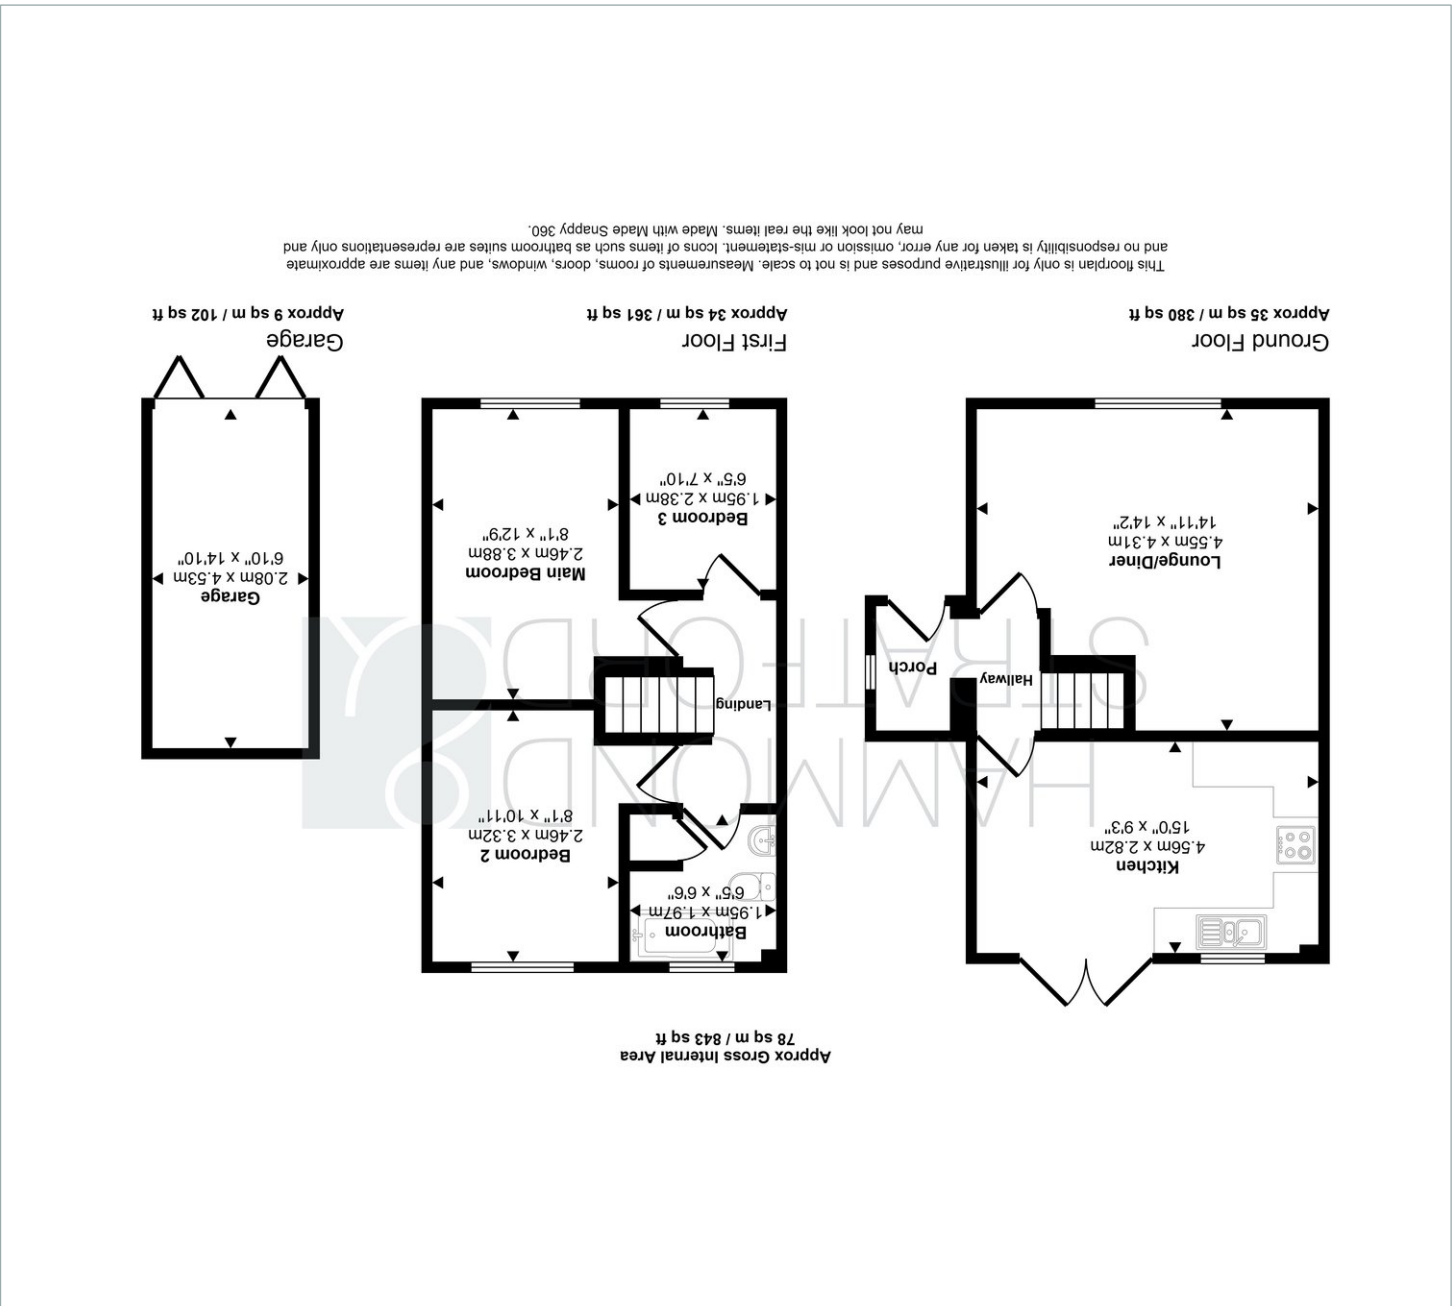 Approx Gross Internal Area
78 sq m / 843 sq ft
Kitchen
4.56m x 2.82m
15'0" x 9'3"
Hallway
Porch
Lounge/Diner
4.55m x 4.31m
14'11" x 14'2"
Ground Floor
Approx 35 sq m / 380 sq ft
Bathroom
1.95m x 1.97m
6'5" x 6'6"
Bedroom 2
2.46m x 3.32m
8'1" x 10'11"
Landing
Bedroom 3
1.95m x 2.38m
6'5" x 7'10"
Main Bedroom
2.46m x 3.88m
8'1" x 12'9"
First Floor
Approx 34 sq m / 361 sq ft
Garage
2.08m x 4.53m
6'10" x 14'10"
Garage
Approx 9 sq m / 102 sq ft
HAMMOND
STRATFORD
This floorplan is only for illustrative purposes and is not to scale. Measurements of rooms, doors, windows, and any items are approximate
and no responsibility is taken for any error, omission or mis-statement. Icons of items such as bathroom suites are representations only and
may not look like the real items. Made with Made Snappy 360.